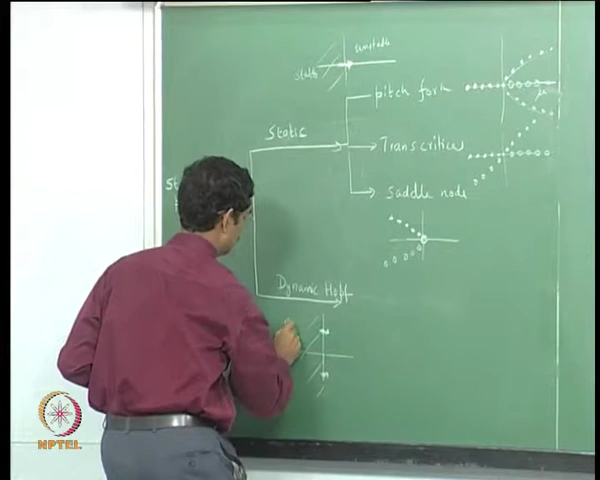 unstable
stable
pitch fork
Static
Transcritical
Saddle node
Dynamic Hopf
NPTEL